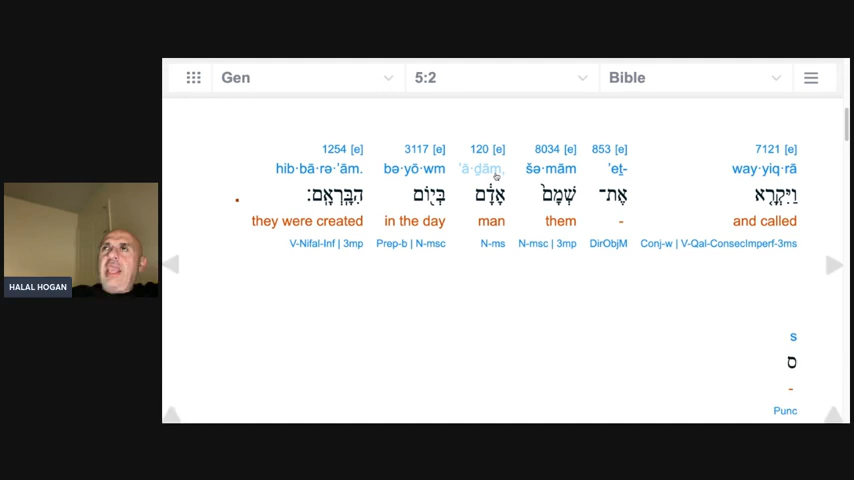 Gen 5:2 Bible
7121 [e] 853 [e] 8034 [e] 120 [e] 3117 [e] 1254 [e]
way·yiq·rā ’eṯ- šə·mām ’ā·ḏām, bə·yō·wm hib·bā·rə·’ām.
וַיִּקְרָ֤א אֶת־ שְׁמָם֙ אָדָ֔ם בְּי֖וֹם הִבָּֽרְאָֽם׃ .
and called - them man in the day they were created
Conj-w | V-Qal-ConsecImperf-3ms DirObjM N-msc | 3mp N-ms Prep-b | N-msc V-Nifal-Inf | 3mp
HALAL HOGAN
s
ס
-
Punc